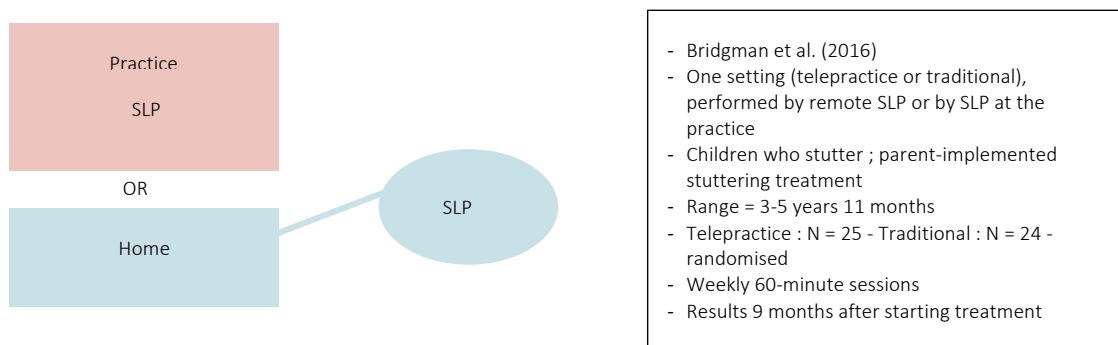 Practice
SLP
OR
Home
SLP
- Bridgman et al. (2016)
- One setting (telepractice or traditional),
performed by remote SLP or by SLP at the
practice
- Children who stutter ; parent-implemented
stuttering treatment
- Range = 3-5 years 11 months
- Telepractice : N = 25 - Traditional : N = 24 -
randomised
- Weekly 60-minute sessions
- Results 9 months after starting treatment